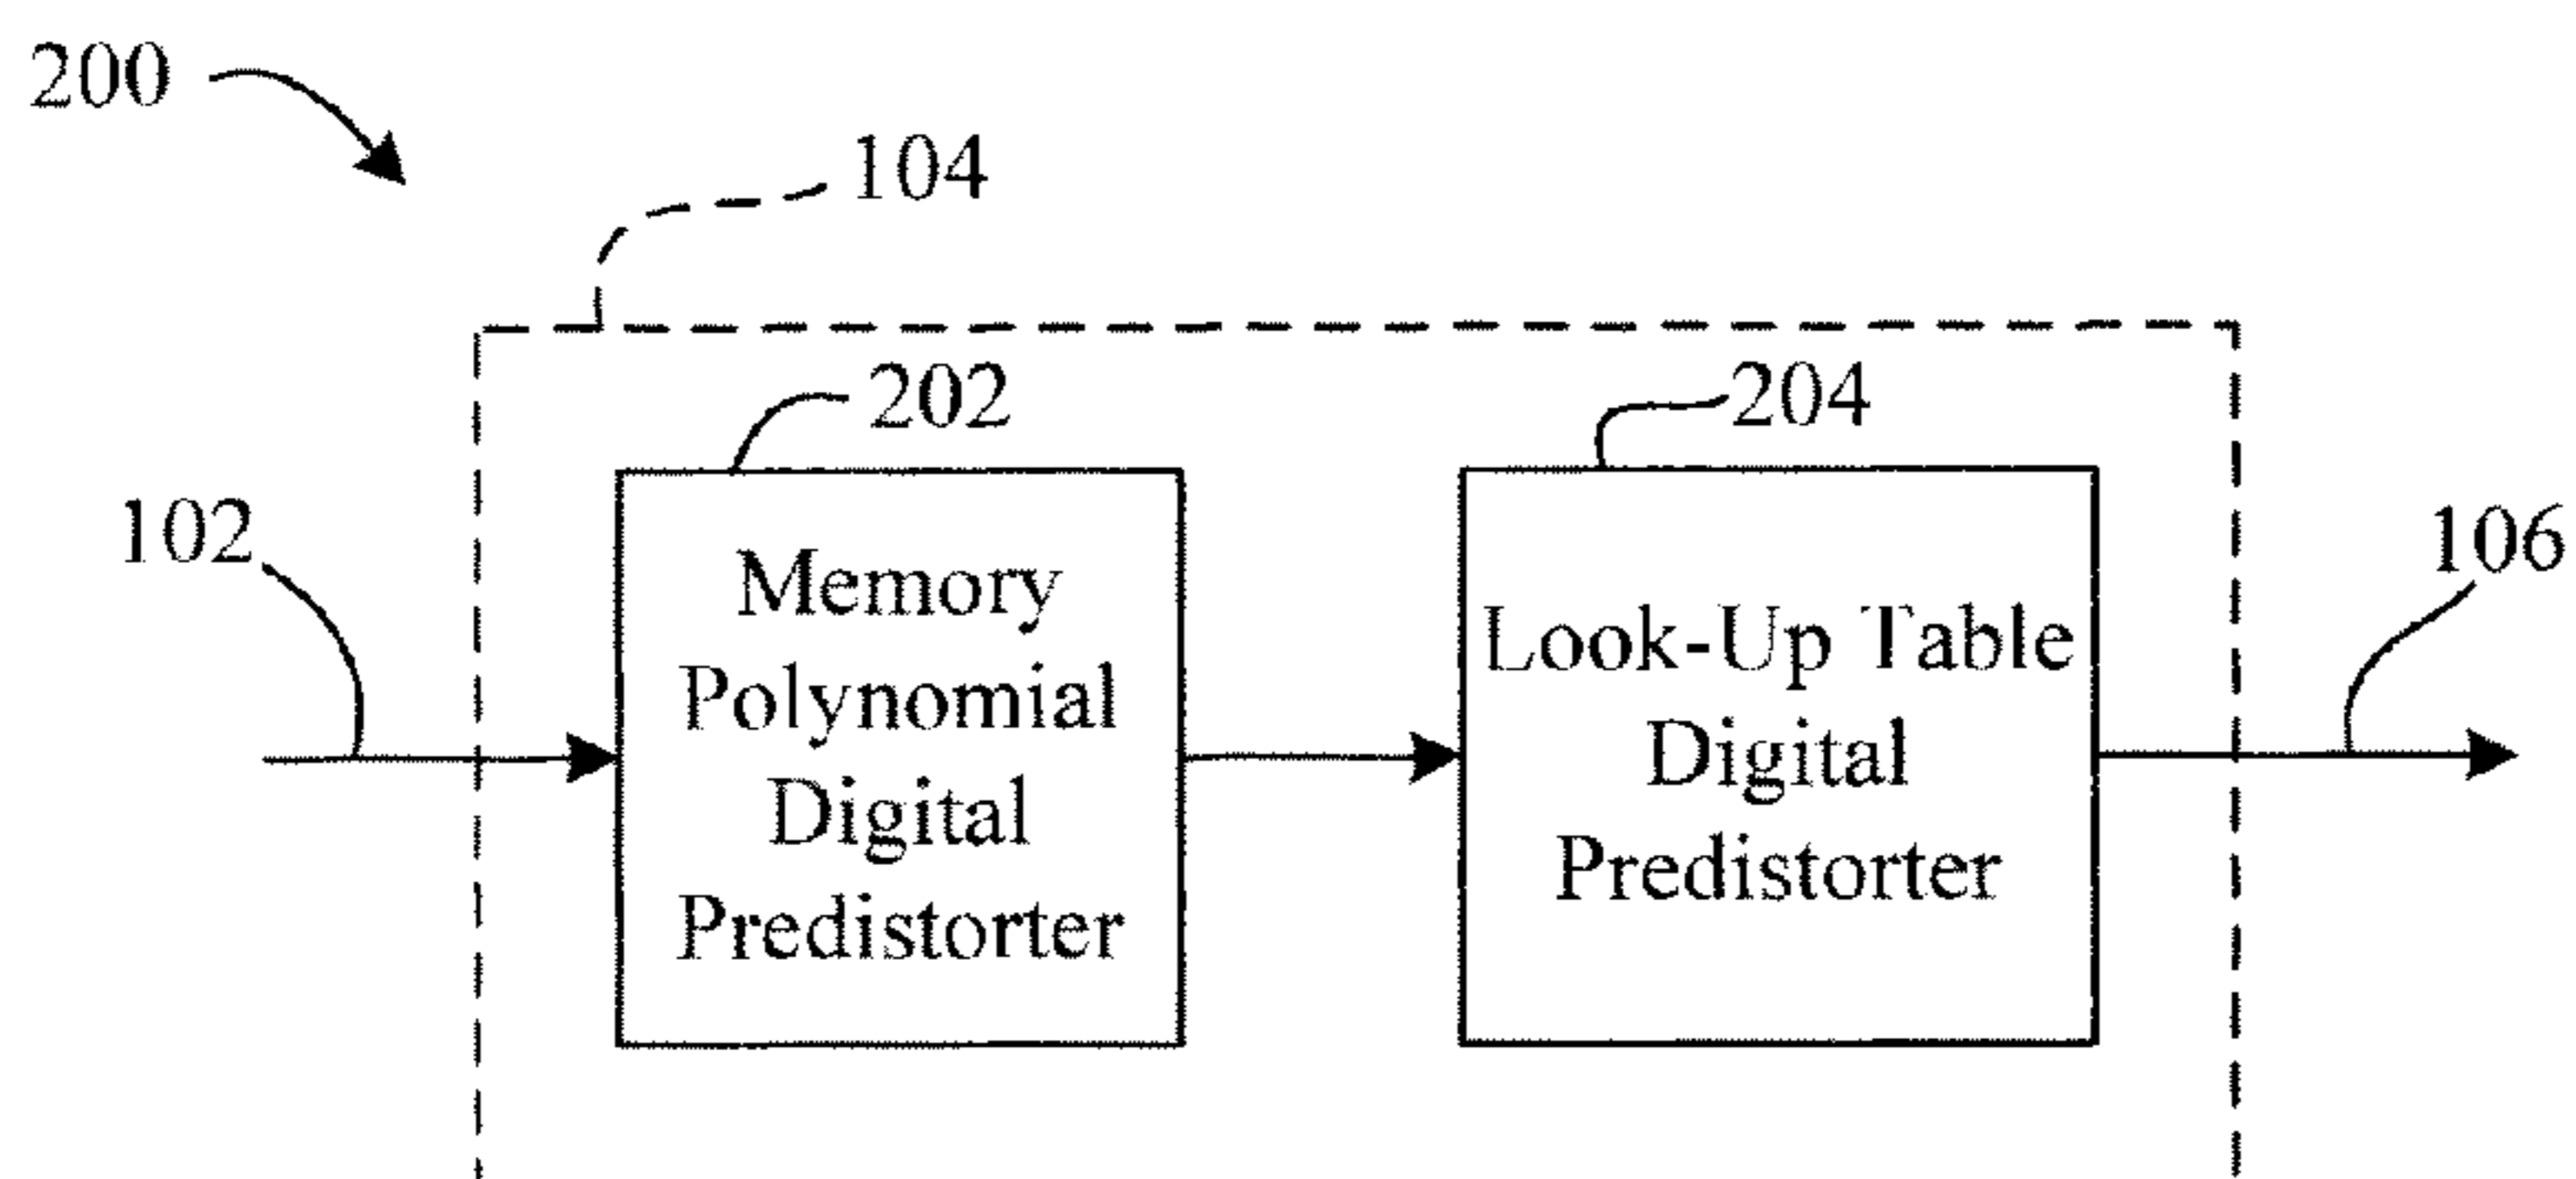 200
104
202
204
102
106
Memory
Polynomial
Digital
Predistorter
Look-Up Table
Digital
Predistorter